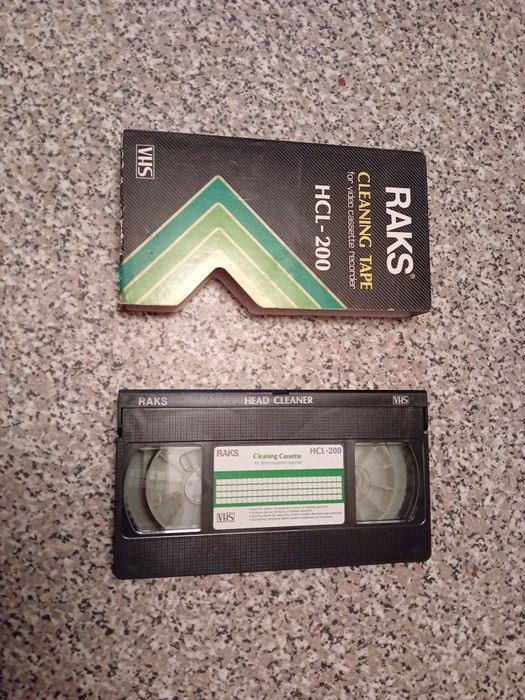 RAKS®
CLEANING TAPE
for video cassette recorder
HCL-200
VHS
RAKS
HEAD CLEANER
VHS
RAKS
Cleaning Cassette
HCL-200
for video cassette recorder
VHS